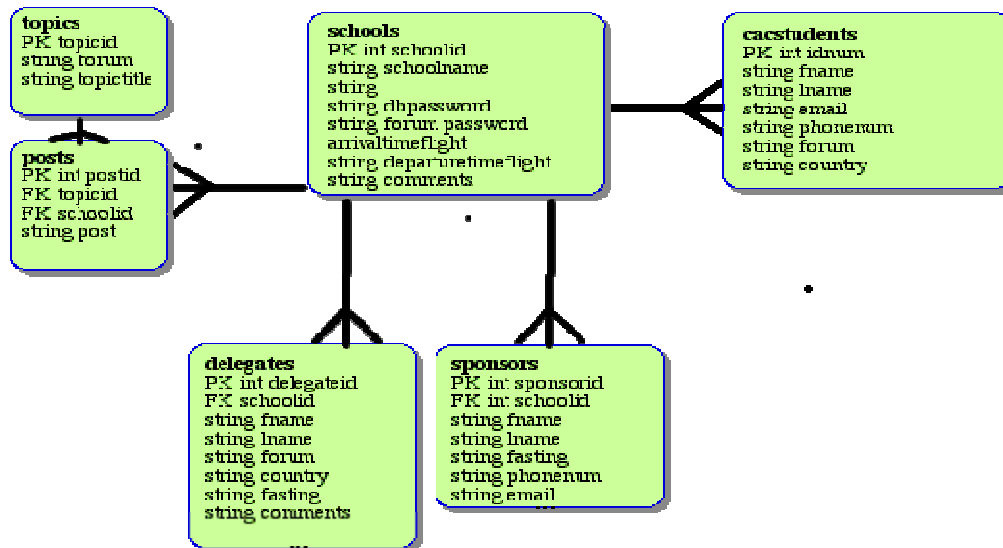 topics
PK topicid
string forum
string topictitle
posts
PK int postid
FK topicid
FK schoolid
string post
schools
PK int schoolid
string schoolname
string
string dbpassword
string forum password
arrivaltimeflight
string departuretimeflight
string comments
cacstudents
PK int idnum
string fname
string lname
string email
string phonenum
string forum
string country
delegates
PK int delegateid
FK schoolid
string fname
string lname
string forum
string country
string fasting
string comments
...
sponsors
PK int sponsorid
FK int schoolid
string fname
string lname
string fasting
string phonenum
string email
...